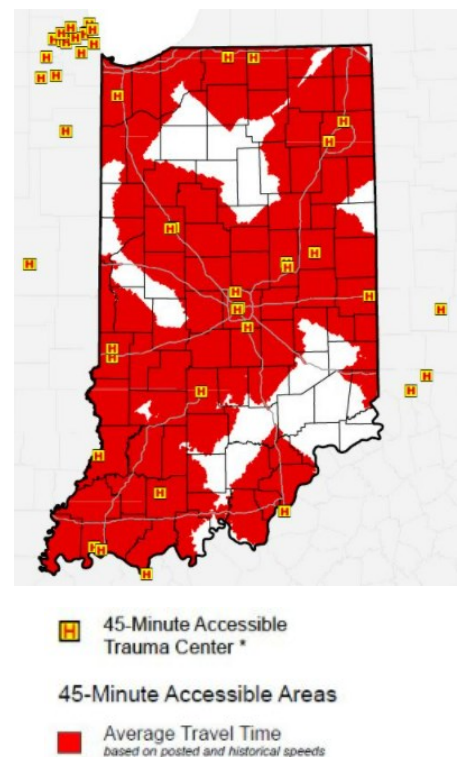 H 45-Minute Accessible
Trauma Center *
45-Minute Accessible Areas
Average Travel Time
based on posted and historical speeds